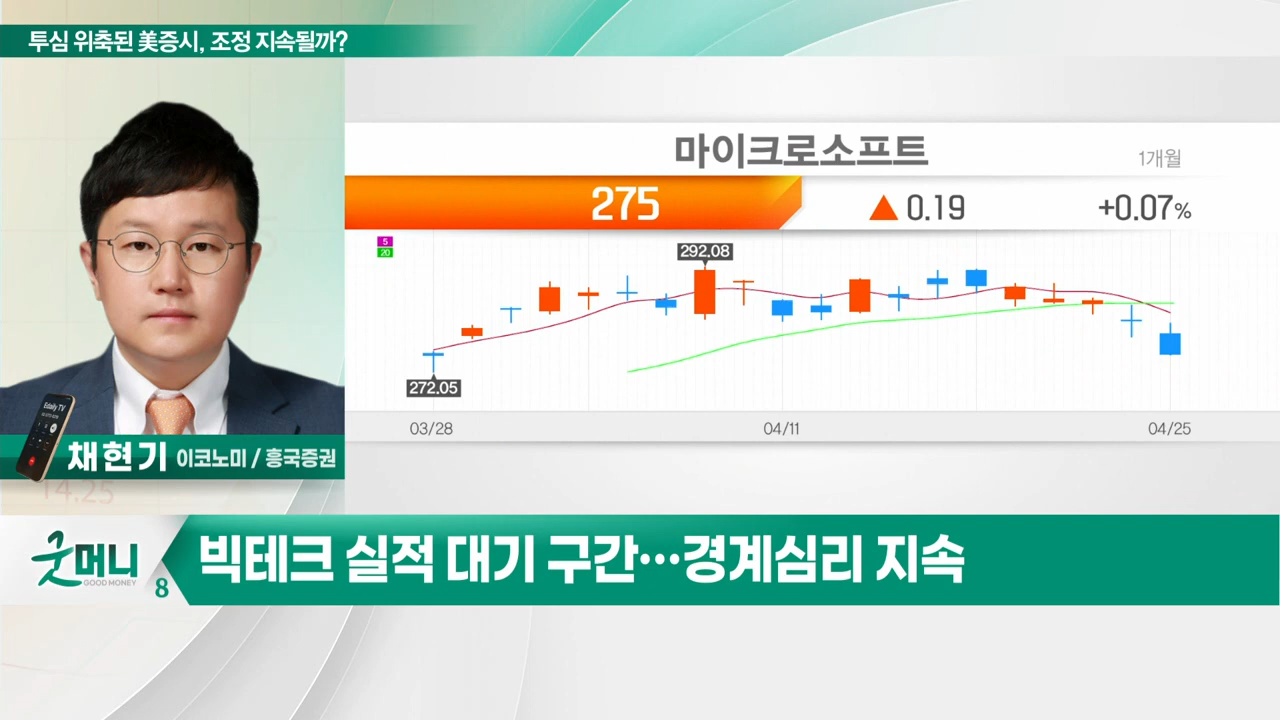 투심 위축된 美증시, 조정 지속될까?
마이크로소프트
1개월
275 ▲ 0.19 +0.07%
5
20
292.08
272.05
03/28 04/11 04/25
Edaily TV
채현기 이코노미 / 흥국증권
14.25
굿머니
GOOD MONEY
8
빅테크 실적 대기 구간…경계심리 지속